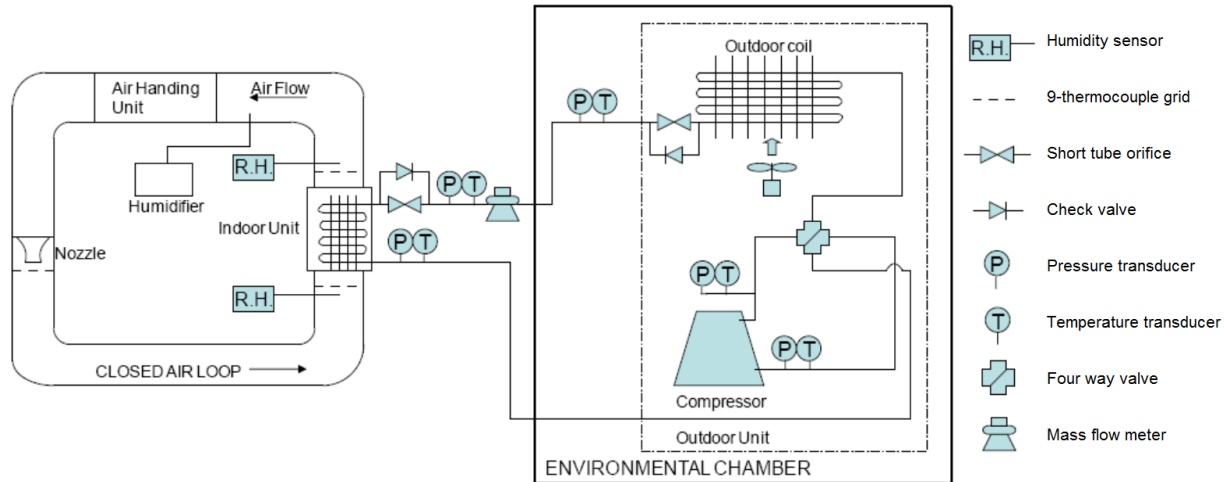 Air Handing
Unit
Air Flow
R.H.
Humidifier
Indoor Unit
Nozzle
R.H.
CLOSED AIR LOOP
P T
P T
P T
Outdoor coil
P T
P T
Compressor
Outdoor Unit
ENVIRONMENTAL CHAMBER
R.H. Humidity sensor
9-thermocouple grid
Short tube orifice
Check valve
P Pressure transducer
T Temperature transducer
Four way valve
Mass flow meter